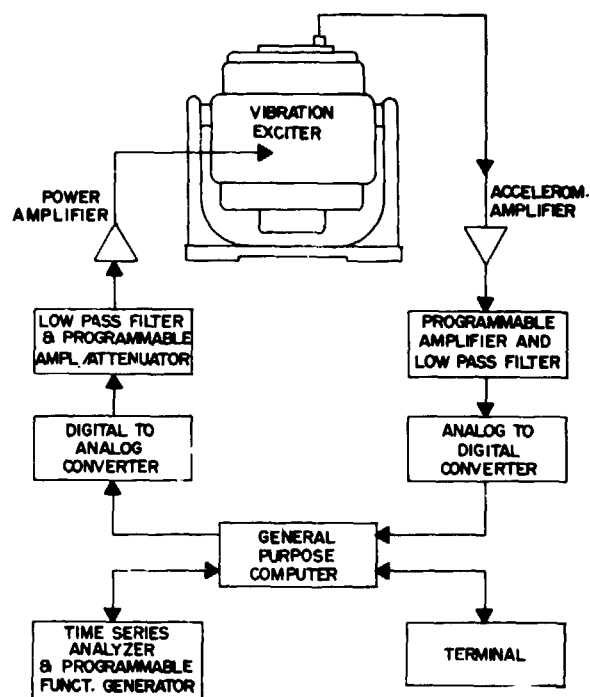 VIBRATION
EXCITER
POWER
AMPLIFIER
ACCELEROM.
AMPLIFIER
LOW PASS FILTER
& PROGRAMMABLE
AMPL./ATTENUATOR
PROGRAMMABLE
AMPLIFIER AND
LOW PASS FILTER
DIGITAL TO
ANALOG
CONVERTER
ANALOG TO
DIGITAL
CONVERTER
GENERAL
PURPOSE
COMPUTER
TIME SERIES
ANALYZER
& PROGRAMMABLE
FUNCT. GENERATOR
TERMINAL